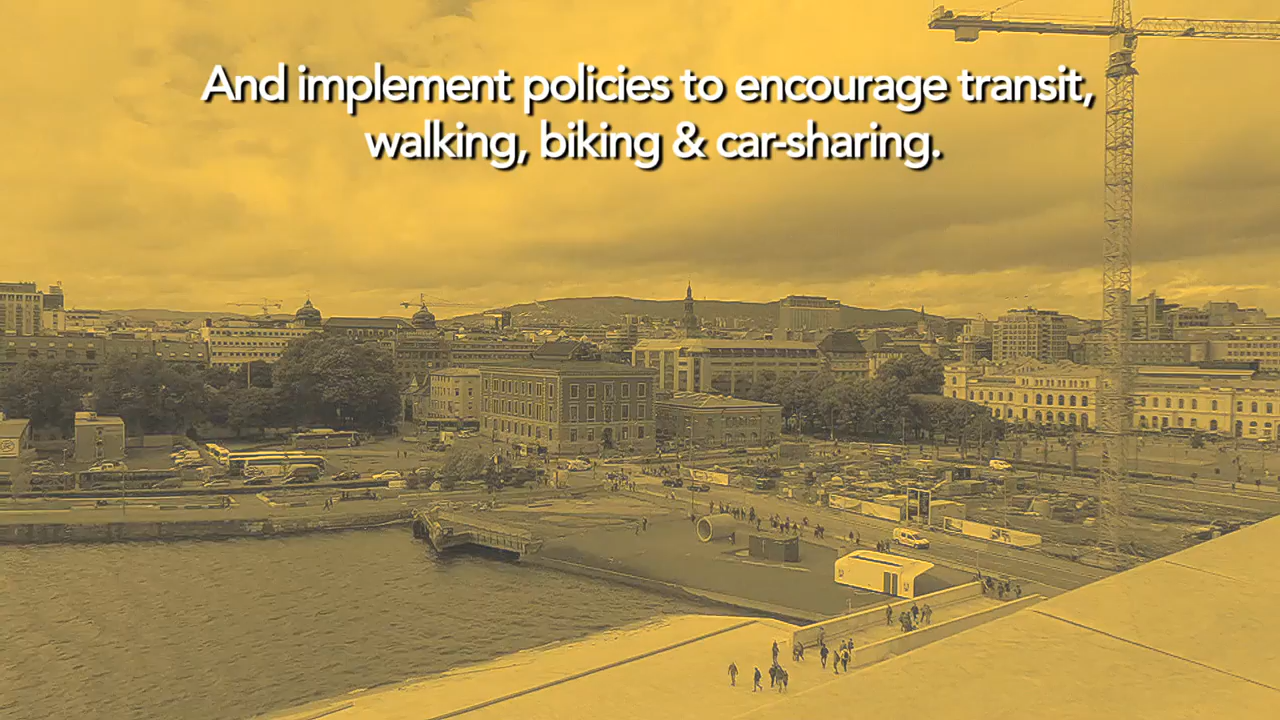 And implement policies to encourage transit,
walking, biking & car-sharing.